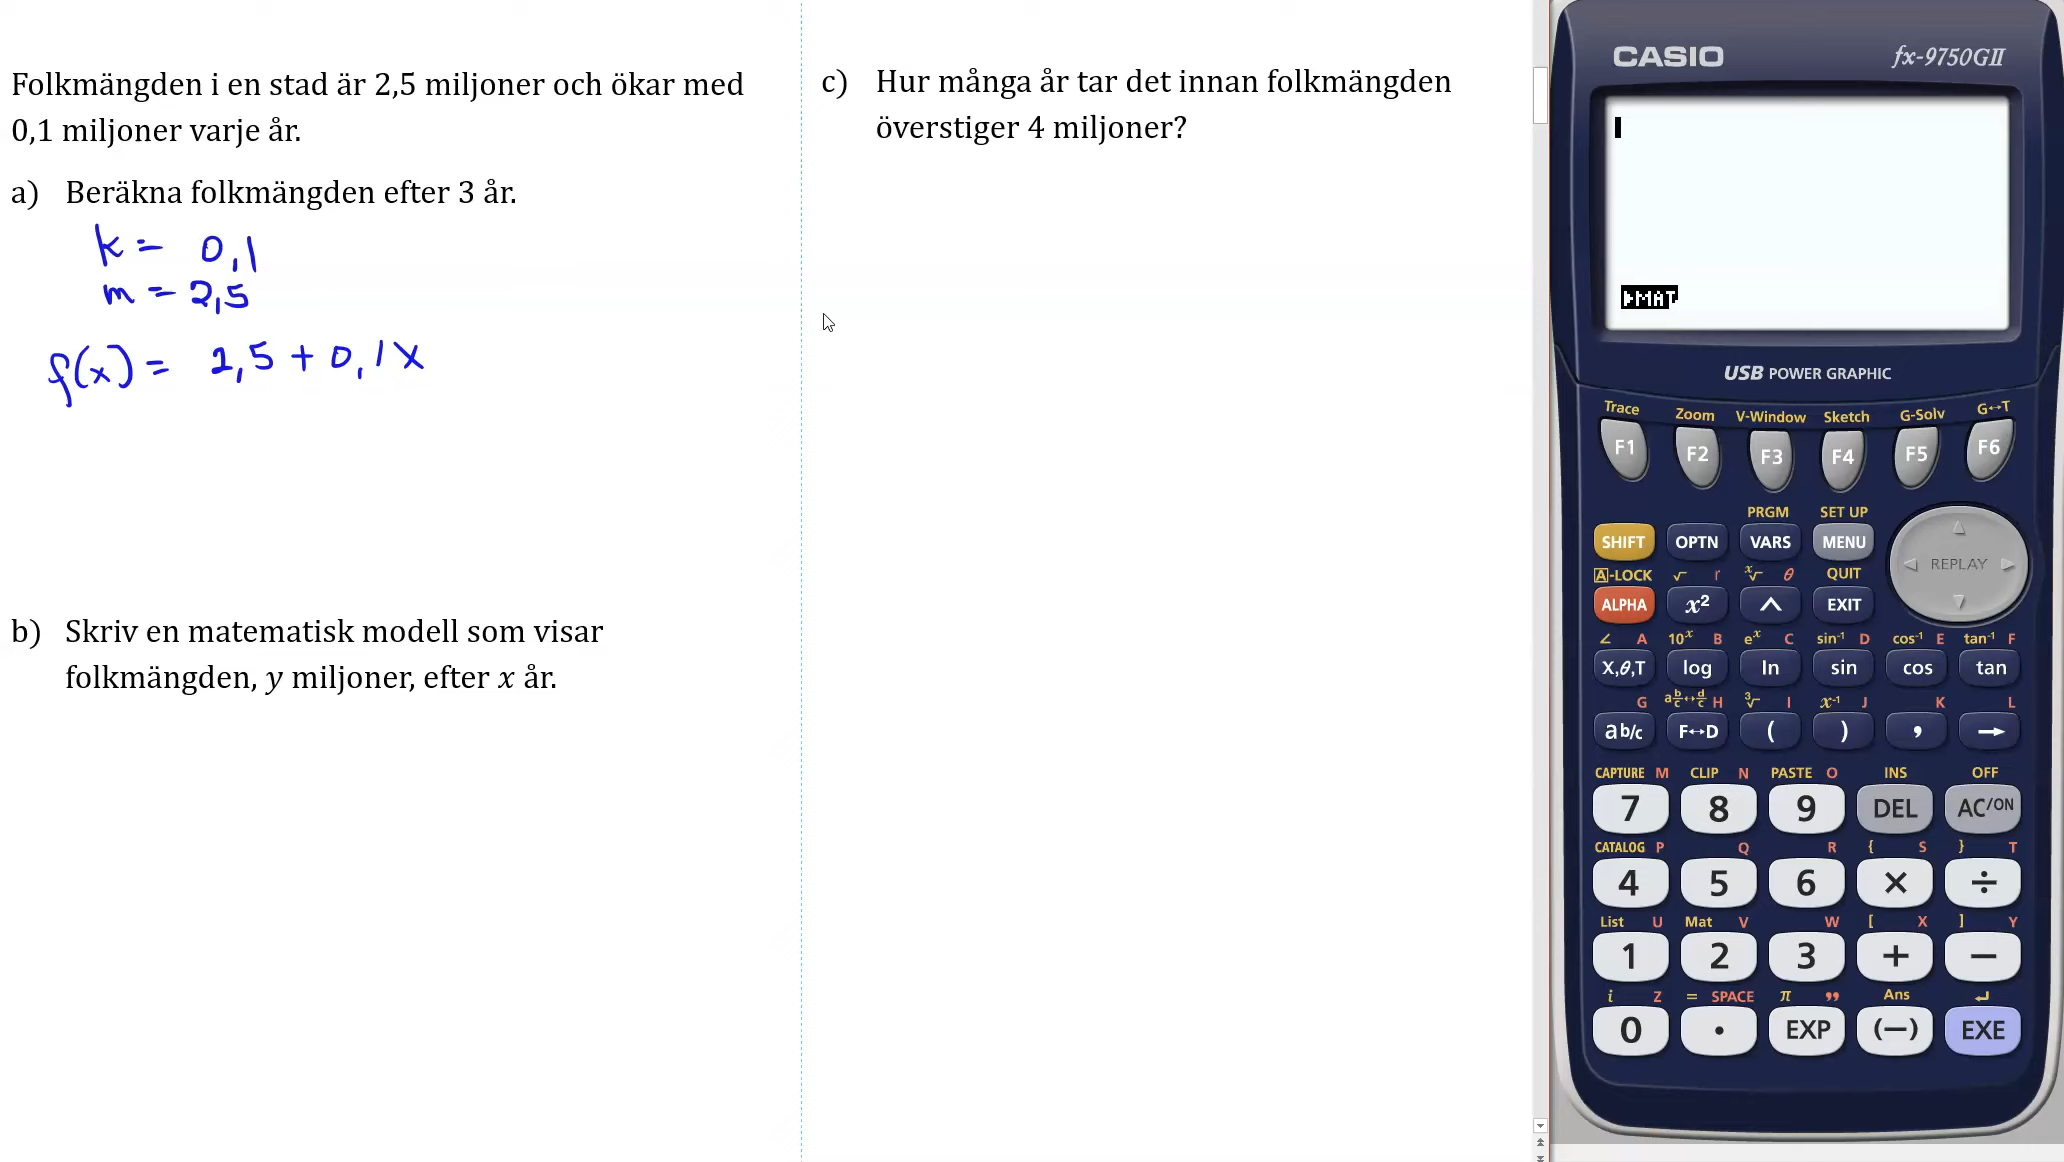 Folkmängden i en stad är 2,5 miljoner och ökar med
0,1 miljoner varje år.
a) Beräkna folkmängden efter 3 år.
k = 0,1
m = 2,5
f(x) = 2,5 + 0,1x
b) Skriv en matematisk modell som visar
folkmängden, y miljoner, efter x år.
c) Hur många år tar det innan folkmängden
överstiger 4 miljoner?
CASIO fx-9750GII
▶MAT
USB POWER GRAPHIC
Trace Zoom V-Window Sketch G-Solv G↔T
F1 F2 F3 F4 F5 F6
PRGM SET UP
SHIFT OPTN VARS MENU
REPLAY
A-LOCK √ r ˣ√ θ QUIT
ALPHA x² ^ EXIT
∠ A 10ˣ B eˣ C sin⁻¹ D cos⁻¹ E tan⁻¹ F
X,θ,T log ln sin cos tan
G a b/c↔d/c H ³√ I x⁻¹ J K L
a b/c F↔D ( ) , →
CAPTURE M CLIP N PASTE O INS OFF
7 8 9 DEL AC/ON
CATALOG P Q R { S } T
4 5 6 × ÷
List U Mat V W [ X ] Y
1 2 3 + −
i Z = SPACE π " Ans ↵
0 . EXP (−) EXE